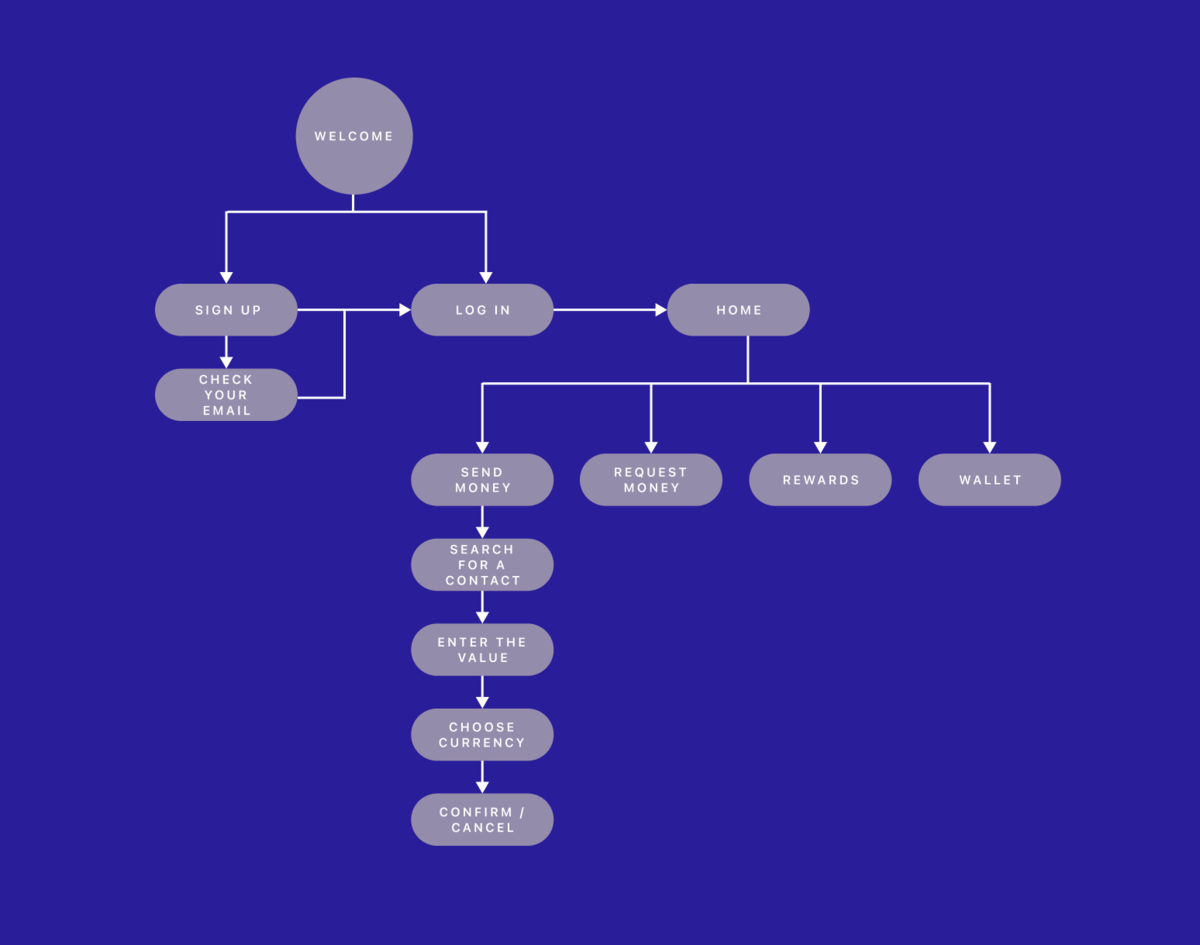 WELCOME
SIGN UP
LOG IN
HOME
CHECK
YOUR
EMAIL
SEND
MONEY
REQUEST
MONEY
REWARDS
WALLET
SEARCH
FOR A
CONTACT
ENTER THE
VALUE
CHOOSE
CURRENCY
CONFIRM /
CANCEL